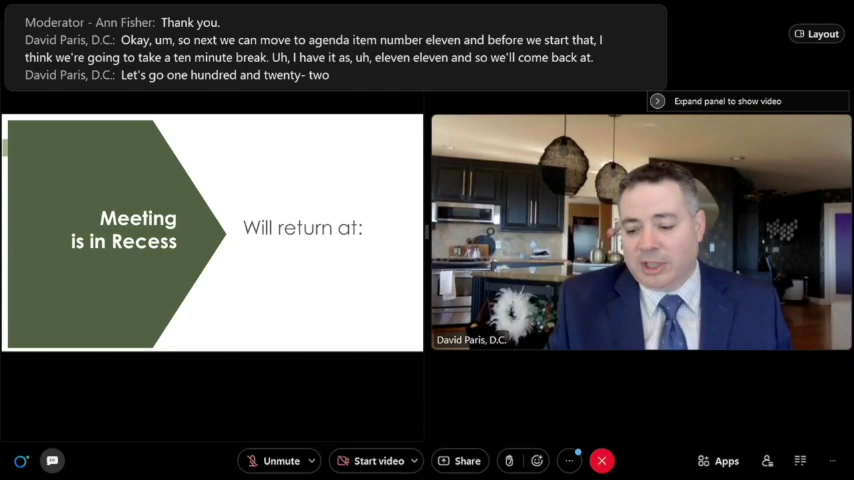 Moderator - Ann Fisher: Thank you.
David Paris, D.C.: Okay, um, so next we can move to agenda item number eleven and before we start that, I
think we're going to take a ten minute break. Uh, I have it as, uh, eleven eleven and so we'll come back at.
David Paris, D.C.: Let's go one hundred and twenty- two
Layout
Expand panel to show video
Meeting
is in Recess
Will return at:
David Paris, D.C.
Unmute
Start video
Share
Apps